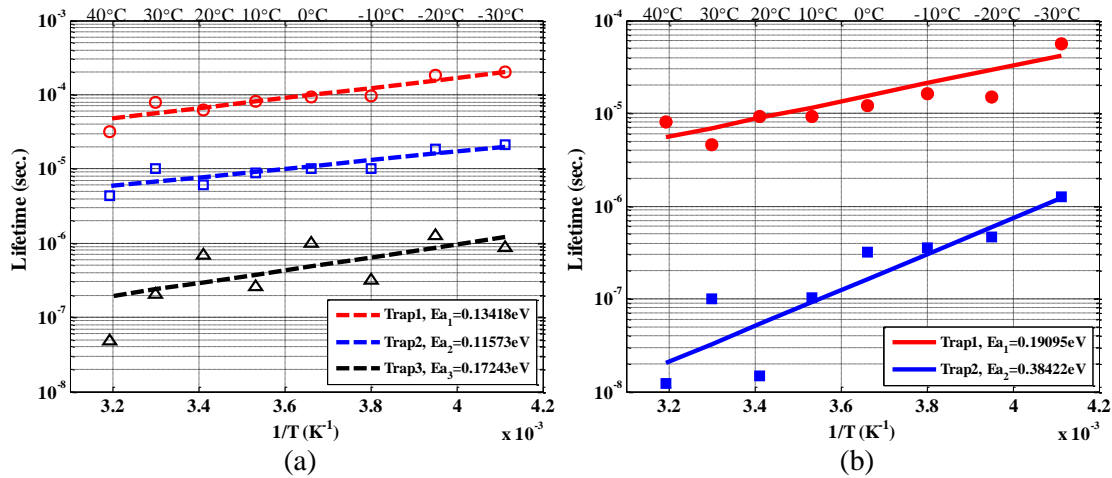 40°C 30°C 20°C 10°C 0°C -10°C -20°C -30°C
10⁻³
10⁻⁴
10⁻⁵
10⁻⁶
10⁻⁷
10⁻⁸
Lifetime (sec.)
Trap1, Ea₁=0.13418eV
Trap2, Ea₂=0.11573eV
Trap3, Ea₃=0.17243eV
3.2 3.4 3.6 3.8 4 4.2
1/T (K⁻¹)
x 10⁻³
(a)
40°C 30°C 20°C 10°C 0°C -10°C -20°C -30°C
10⁻⁴
10⁻⁵
10⁻⁶
10⁻⁷
10⁻⁸
Lifetime (sec.)
Trap1, Ea₁=0.19095eV
Trap2, Ea₂=0.38422eV
3.2 3.4 3.6 3.8 4 4.2
1/T (K⁻¹)
x 10⁻³
(b)